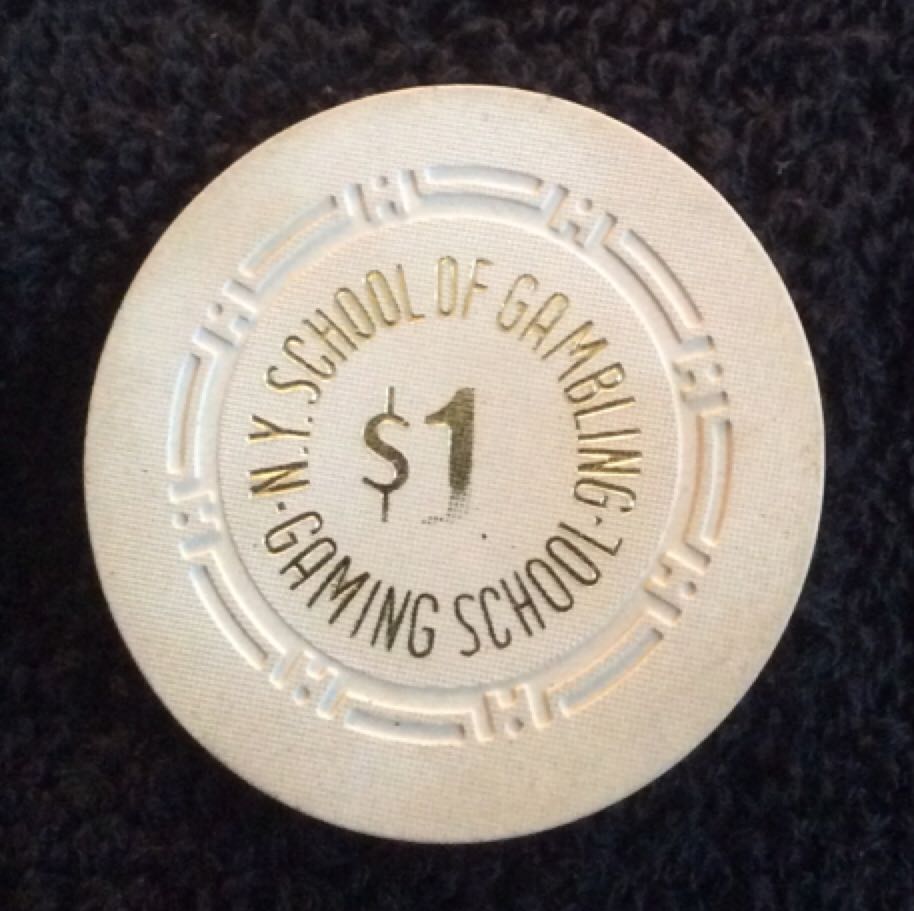 ·N.Y. SCHOOL OF GAMBLING·
$1
GAMING SCHOOL